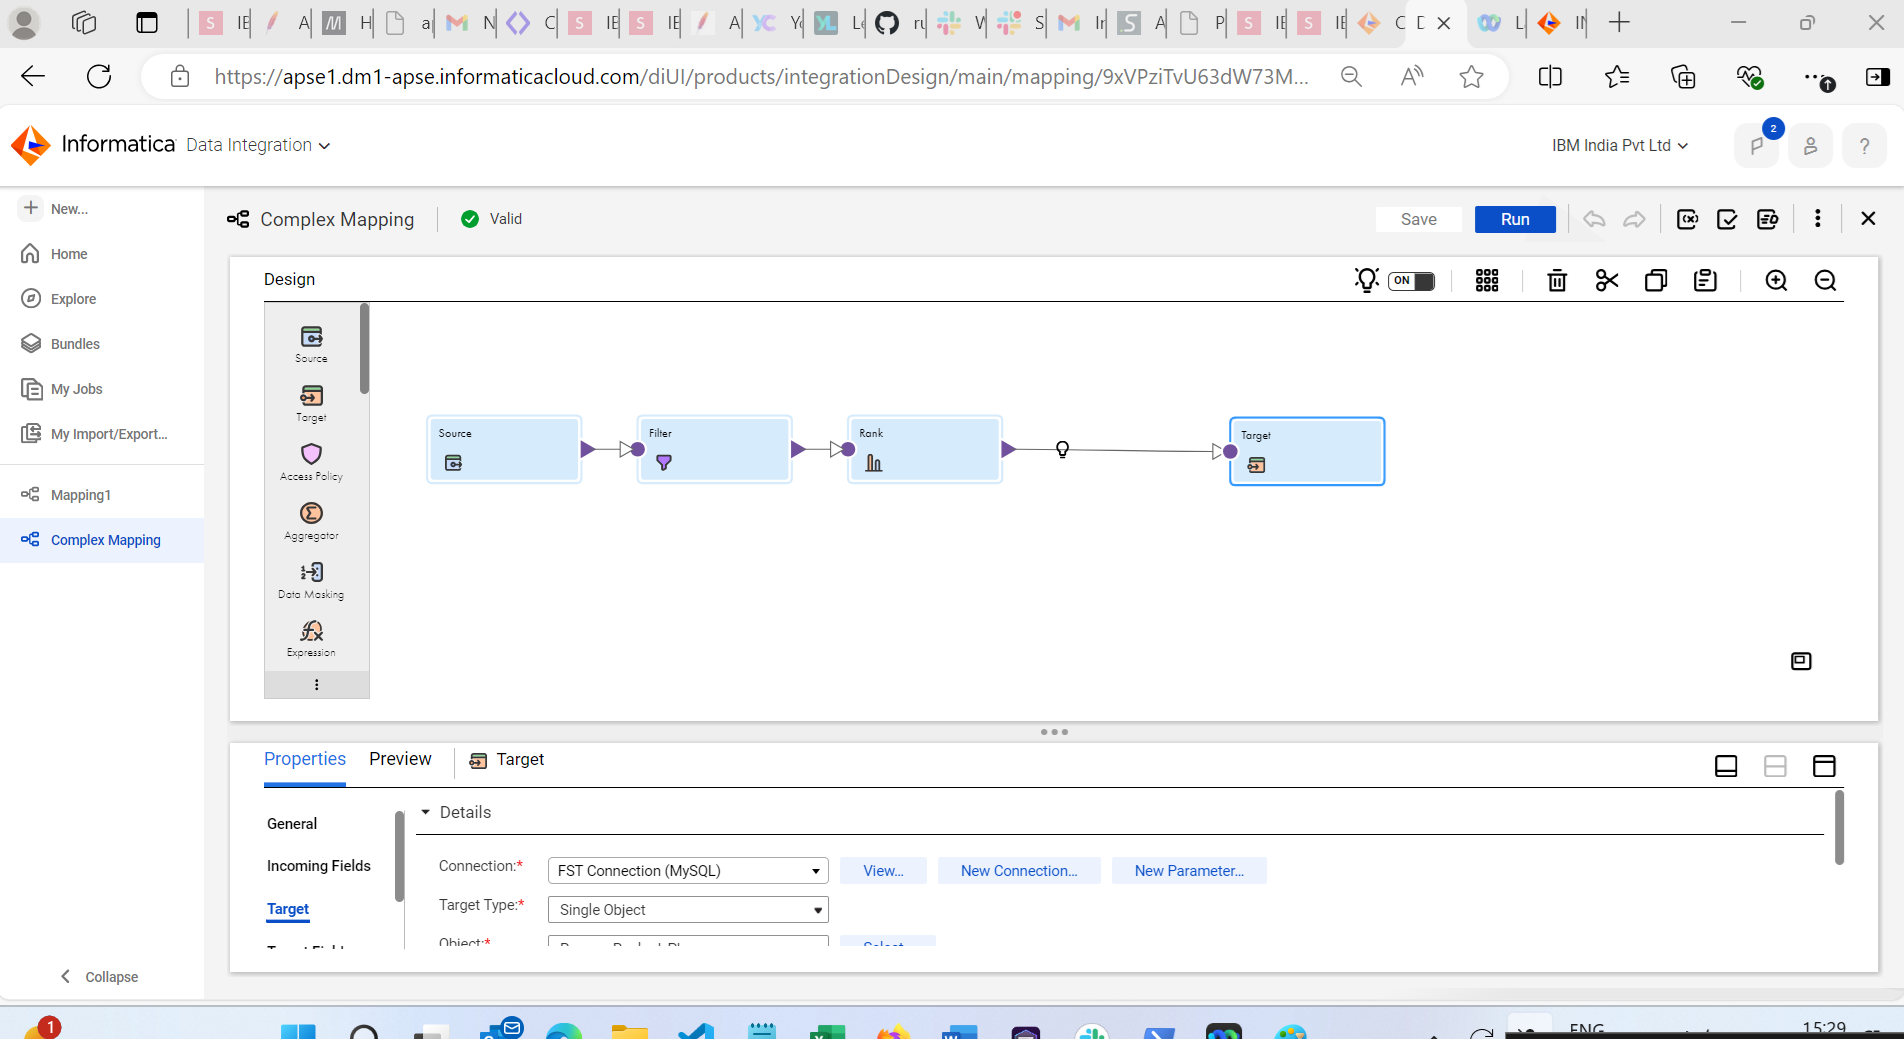 https://apse1.dm1-apse.informaticacloud.com/diUI/products/integrationDesign/main/mapping/9xVPziTvU63dW73M...
Informatica Data Integration
IBM India Pvt Ltd
2
?
New...
Home
Explore
Bundles
My Jobs
My Import/Export...
Mapping1
Complex Mapping
Collapse
Complex Mapping
Valid
Save
Run
Design
ON
Source
Target
Access Policy
Aggregator
Data Masking
Expression
Source
Filter
Rank
Target
Properties
Preview
Target
General
Incoming Fields
Target
Details
Connection:*
FST Connection (MySQL)
View...
New Connection...
New Parameter...
Target Type:*
Single Object
Object:*
1
ENG
15:29